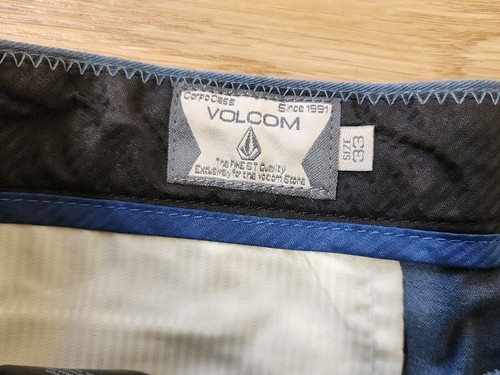 Corpo Class
Since 1991
VOLCOM
The FINEST Quality
Exclusively for the Volcom Stone
SIZE
33